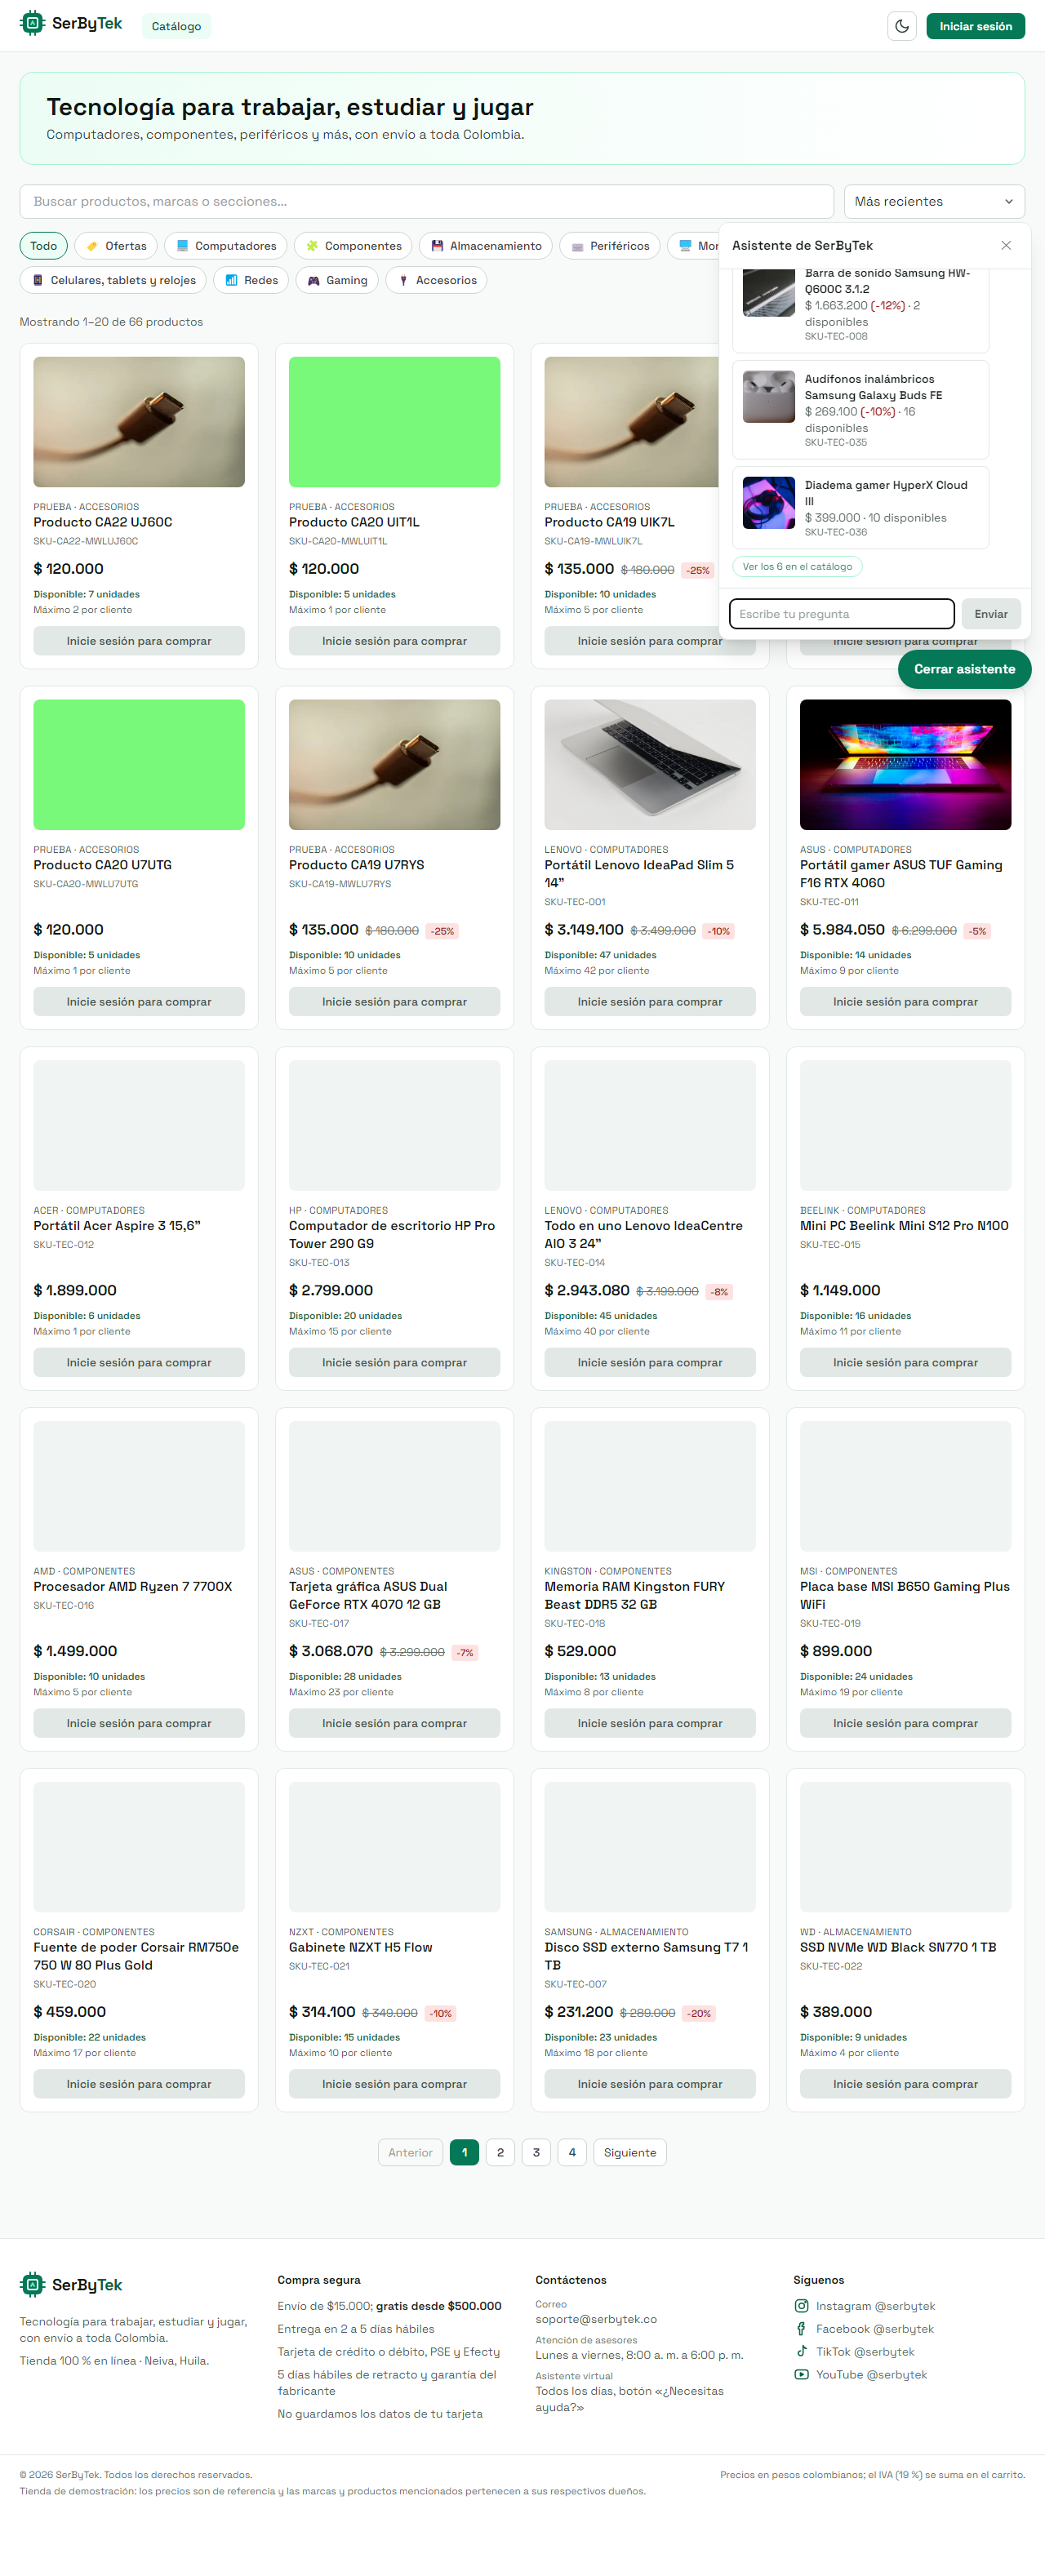 SerByTek
Catálogo
Iniciar sesión
Tecnología para trabajar, estudiar y jugar
Computadores, componentes, periféricos y más, con envío a toda Colombia.
Buscar productos, marcas o secciones...
Más recientes
Todo
Ofertas
Computadores
Componentes
Almacenamiento
Periféricos
Celulares, tablets y relojes
Redes
Gaming
Accesorios
Mostrando 1–20 de 66 productos
Asistente de SerByTek
Barra de sonido Samsung HW-
Q600C 3.1.2
$ 1.663.200 (-12%) · 2
disponibles
SKU-TEC-008
Audífonos inalámbricos
Samsung Galaxy Buds FE
$ 269.100 (-10%) · 16
disponibles
SKU-TEC-035
Diadema gamer HyperX Cloud
III
$ 399.000 · 10 disponibles
SKU-TEC-036
Ver los 6 en el catálogo
Escribe tu pregunta
Enviar
Cerrar asistente
PRUEBA · ACCESORIOS
Producto CA22 UJ60C
SKU-CA22-MWLUJ60C
$ 120.000
Disponible: 7 unidades
Máximo 2 por cliente
Inicie sesión para comprar
PRUEBA · ACCESORIOS
Producto CA20 UIT1L
SKU-CA20-MWLUIT1L
$ 120.000
Disponible: 5 unidades
Máximo 1 por cliente
Inicie sesión para comprar
PRUEBA · ACCESORIOS
Producto CA19 UIK7L
SKU-CA19-MWLUIK7L
$ 135.000 $ 180.000 -25%
Disponible: 10 unidades
Máximo 5 por cliente
Inicie sesión para comprar
Inicie sesión para comprar
PRUEBA · ACCESORIOS
Producto CA20 U7UTG
SKU-CA20-MWLU7UTG
$ 120.000
Disponible: 5 unidades
Máximo 1 por cliente
Inicie sesión para comprar
PRUEBA · ACCESORIOS
Producto CA19 U7RYS
SKU-CA19-MWLU7RYS
$ 135.000 $ 180.000 -25%
Disponible: 10 unidades
Máximo 5 por cliente
Inicie sesión para comprar
LENOVO · COMPUTADORES
Portátil Lenovo IdeaPad Slim 5
14”
SKU-TEC-001
$ 3.149.100 $ 3.499.000 -10%
Disponible: 47 unidades
Máximo 42 por cliente
Inicie sesión para comprar
ASUS · COMPUTADORES
Portátil gamer ASUS TUF Gaming
F16 RTX 4060
SKU-TEC-011
$ 5.984.050 $ 6.299.000 -5%
Disponible: 14 unidades
Máximo 9 por cliente
Inicie sesión para comprar
ACER · COMPUTADORES
Portátil Acer Aspire 3 15,6”
SKU-TEC-012
$ 1.899.000
Disponible: 6 unidades
Máximo 1 por cliente
Inicie sesión para comprar
HP · COMPUTADORES
Computador de escritorio HP Pro
Tower 290 G9
SKU-TEC-013
$ 2.799.000
Disponible: 20 unidades
Máximo 15 por cliente
Inicie sesión para comprar
LENOVO · COMPUTADORES
Todo en uno Lenovo IdeaCentre
AIO 3 24”
SKU-TEC-014
$ 2.943.080 $ 3.199.000 -8%
Disponible: 45 unidades
Máximo 40 por cliente
Inicie sesión para comprar
BEELINK · COMPUTADORES
Mini PC Beelink Mini S12 Pro N100
SKU-TEC-015
$ 1.149.000
Disponible: 16 unidades
Máximo 11 por cliente
Inicie sesión para comprar
AMD · COMPONENTES
Procesador AMD Ryzen 7 7700X
SKU-TEC-016
$ 1.499.000
Disponible: 10 unidades
Máximo 5 por cliente
Inicie sesión para comprar
ASUS · COMPONENTES
Tarjeta gráfica ASUS Dual
GeForce RTX 4070 12 GB
SKU-TEC-017
$ 3.068.070 $ 3.299.000 -7%
Disponible: 28 unidades
Máximo 23 por cliente
Inicie sesión para comprar
KINGSTON · COMPONENTES
Memoria RAM Kingston FURY
Beast DDR5 32 GB
SKU-TEC-018
$ 529.000
Disponible: 13 unidades
Máximo 8 por cliente
Inicie sesión para comprar
MSI · COMPONENTES
Placa base MSI B650 Gaming Plus
WiFi
SKU-TEC-019
$ 899.000
Disponible: 24 unidades
Máximo 19 por cliente
Inicie sesión para comprar
CORSAIR · COMPONENTES
Fuente de poder Corsair RM750e
750 W 80 Plus Gold
SKU-TEC-020
$ 459.000
Disponible: 22 unidades
Máximo 17 por cliente
Inicie sesión para comprar
NZXT · COMPONENTES
Gabinete NZXT H5 Flow
SKU-TEC-021
$ 314.100 $ 349.000 -10%
Disponible: 15 unidades
Máximo 10 por cliente
Inicie sesión para comprar
SAMSUNG · ALMACENAMIENTO
Disco SSD externo Samsung T7 1
TB
SKU-TEC-007
$ 231.200 $ 289.000 -20%
Disponible: 23 unidades
Máximo 18 por cliente
Inicie sesión para comprar
WD · ALMACENAMIENTO
SSD NVMe WD Black SN770 1 TB
SKU-TEC-022
$ 389.000
Disponible: 9 unidades
Máximo 4 por cliente
Inicie sesión para comprar
Anterior 1 2 3 4 Siguiente
SerByTek
Tecnología para trabajar, estudiar y jugar,
con envío a toda Colombia.
Tienda 100 % en línea · Neiva, Huila.
Compra segura
Envío de $15.000; gratis desde $500.000
Entrega en 2 a 5 días hábiles
Tarjeta de crédito o débito, PSE y Efecty
5 días hábiles de retracto y garantía del
fabricante
No guardamos los datos de tu tarjeta
Contáctenos
Correo
soporte@serbytek.co
Atención de asesores
Lunes a viernes, 8:00 a. m. a 6:00 p. m.
Asistente virtual
Todos los días, botón «¿Necesitas
ayuda?»
Síguenos
Instagram @serbytek
Facebook @serbytek
TikTok @serbytek
YouTube @serbytek
© 2026 SerByTek. Todos los derechos reservados.
Precios en pesos colombianos; el IVA (19 %) se suma en el carrito.
Tienda de demostración: los precios son de referencia y las marcas y productos mencionados pertenecen a sus respectivos dueños.